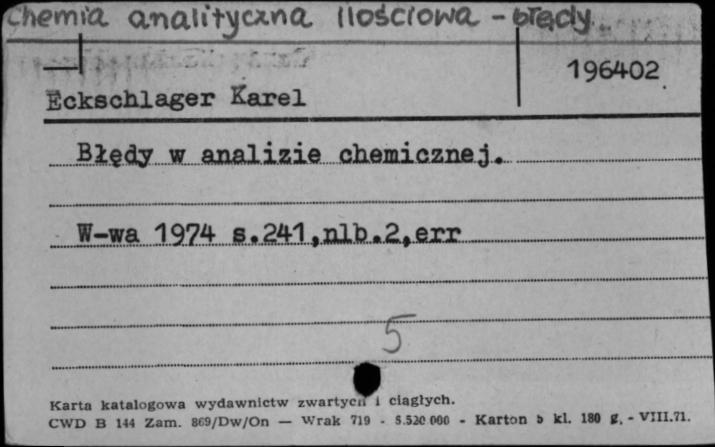 Chemia analityczna ilościowa - błędy
196402
Eckschlager Karel
Błędy w analizie chemicznej.
W-wa 1974 s.241,nlb.2,err
5
Karta katalogowa wydawnictw zwartych i ciągłych.
CWD B 144 Zam. 869/Dw/On — Wrak 719 - 5.520 000 - Karton b kl. 180 g. - VIII.71.